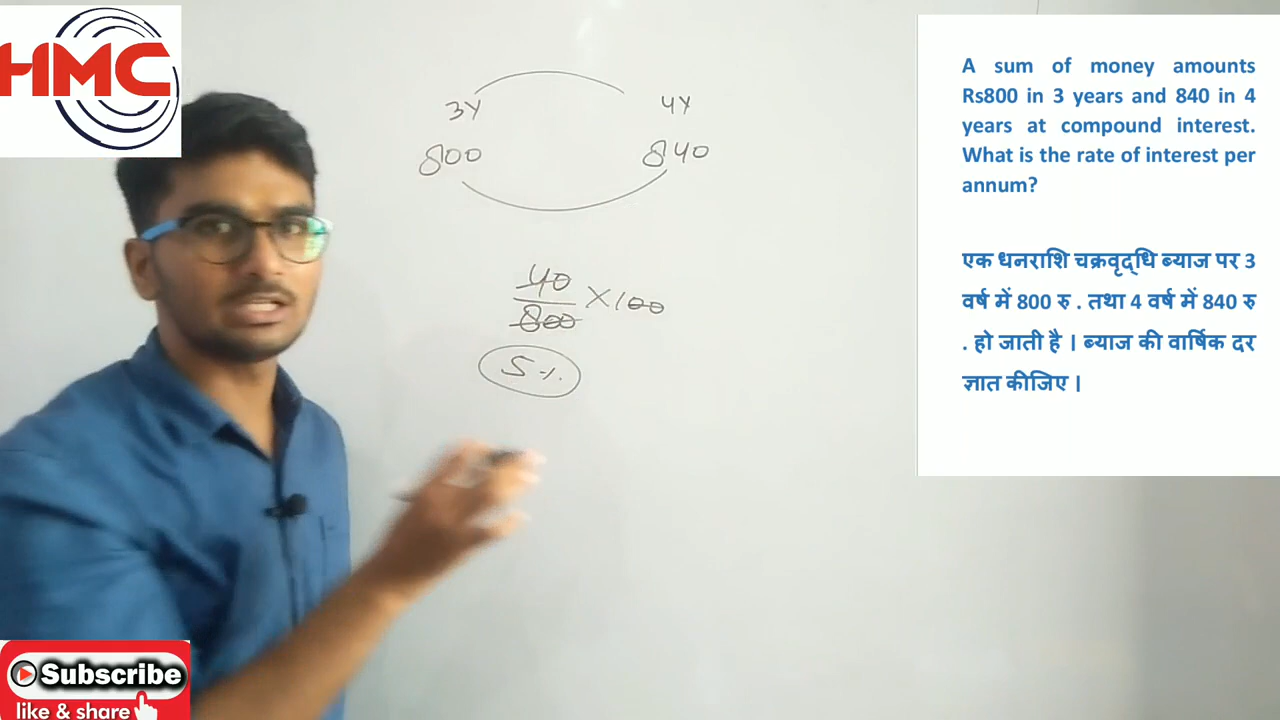 HMC
3Y 4Y
800 840
40
800
×100
5%
A sum of money amounts
Rs800 in 3 years and 840 in 4
years at compound interest.
What is the rate of interest per
annum?
एक धनराशि चक्रवृद्धि ब्याज पर 3
वर्ष में 800 रु . तथा 4 वर्ष में 840 रु
. हो जाती है । ब्याज की वार्षिक दर
ज्ञात कीजिए ।
Subscribe
like & share